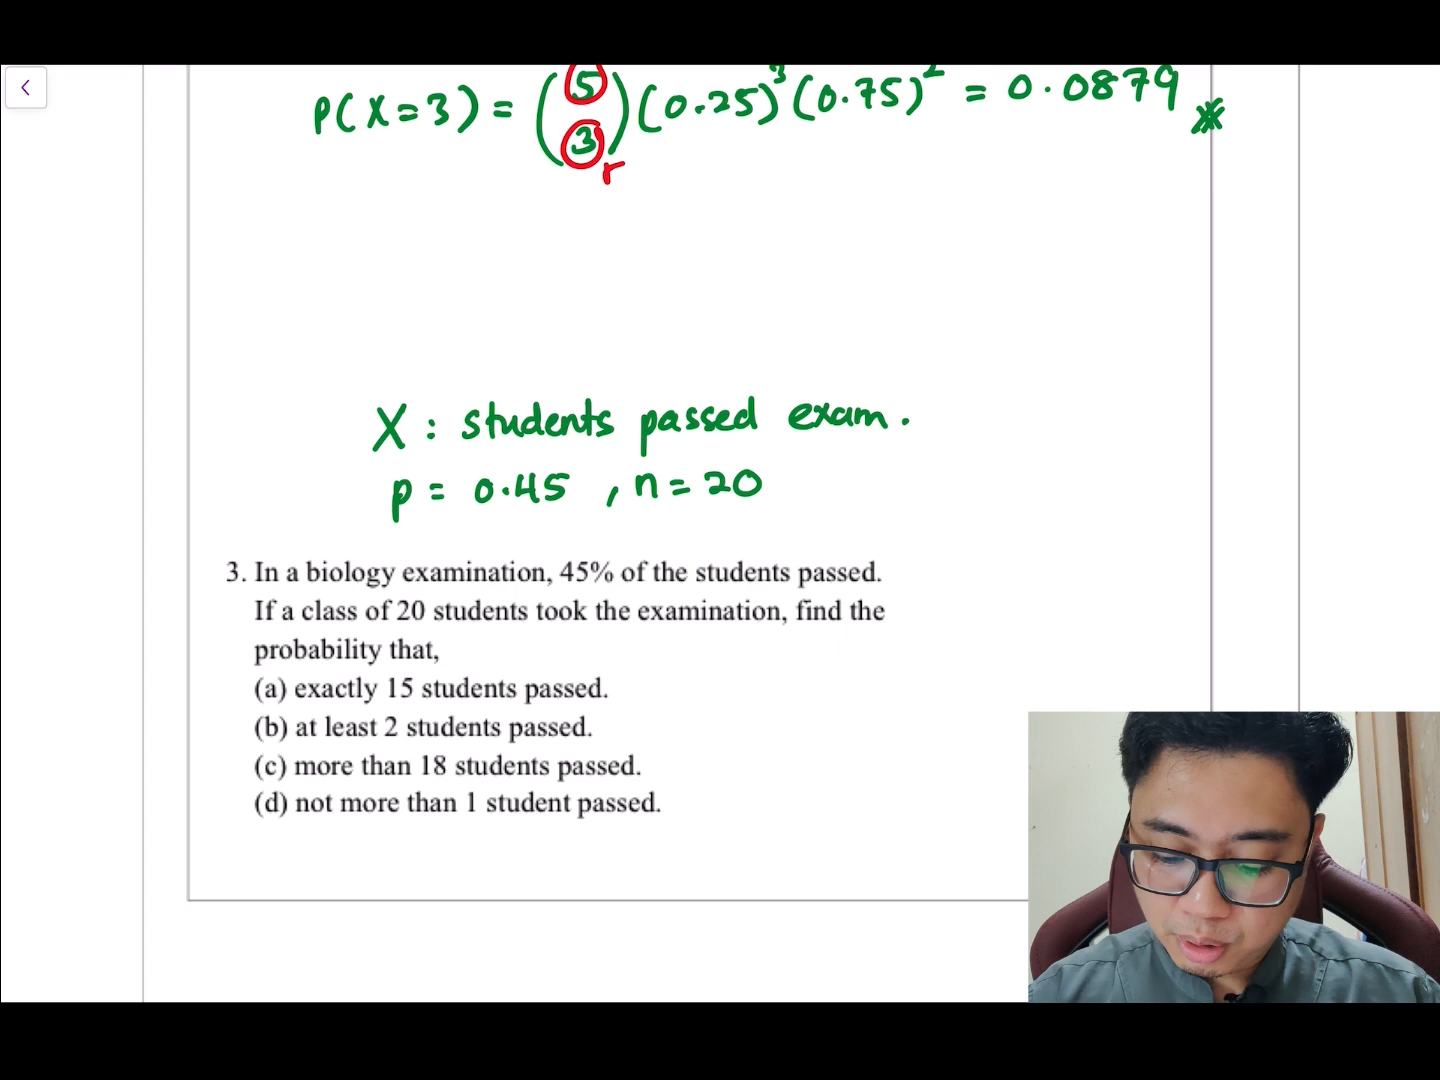 P(X=3) = (5 3) (0.25)³ (0.75)² = 0.0879
r
X : students passed exam.
p = 0.45 , n = 20
3. In a biology examination, 45% of the students passed.
If a class of 20 students took the examination, find the
probability that,
(a) exactly 15 students passed.
(b) at least 2 students passed.
(c) more than 18 students passed.
(d) not more than 1 student passed.